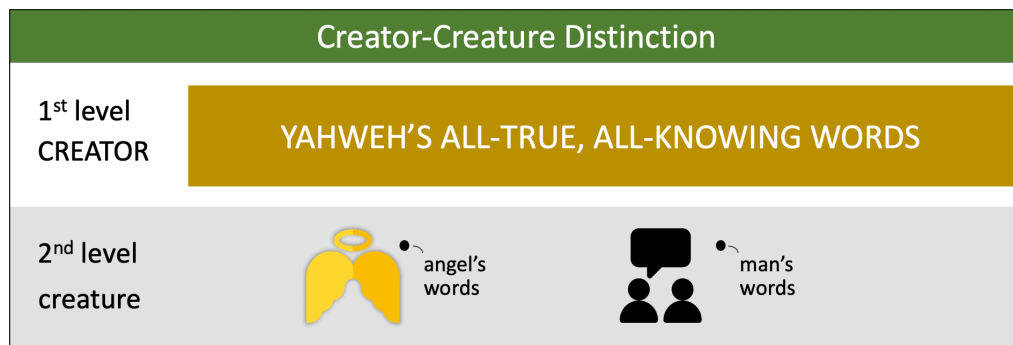 Creator-Creature Distinction
1st level
CREATOR
YAHWEH’S ALL-TRUE, ALL-KNOWING WORDS
2nd level
creature
angel’s
words
man’s
words